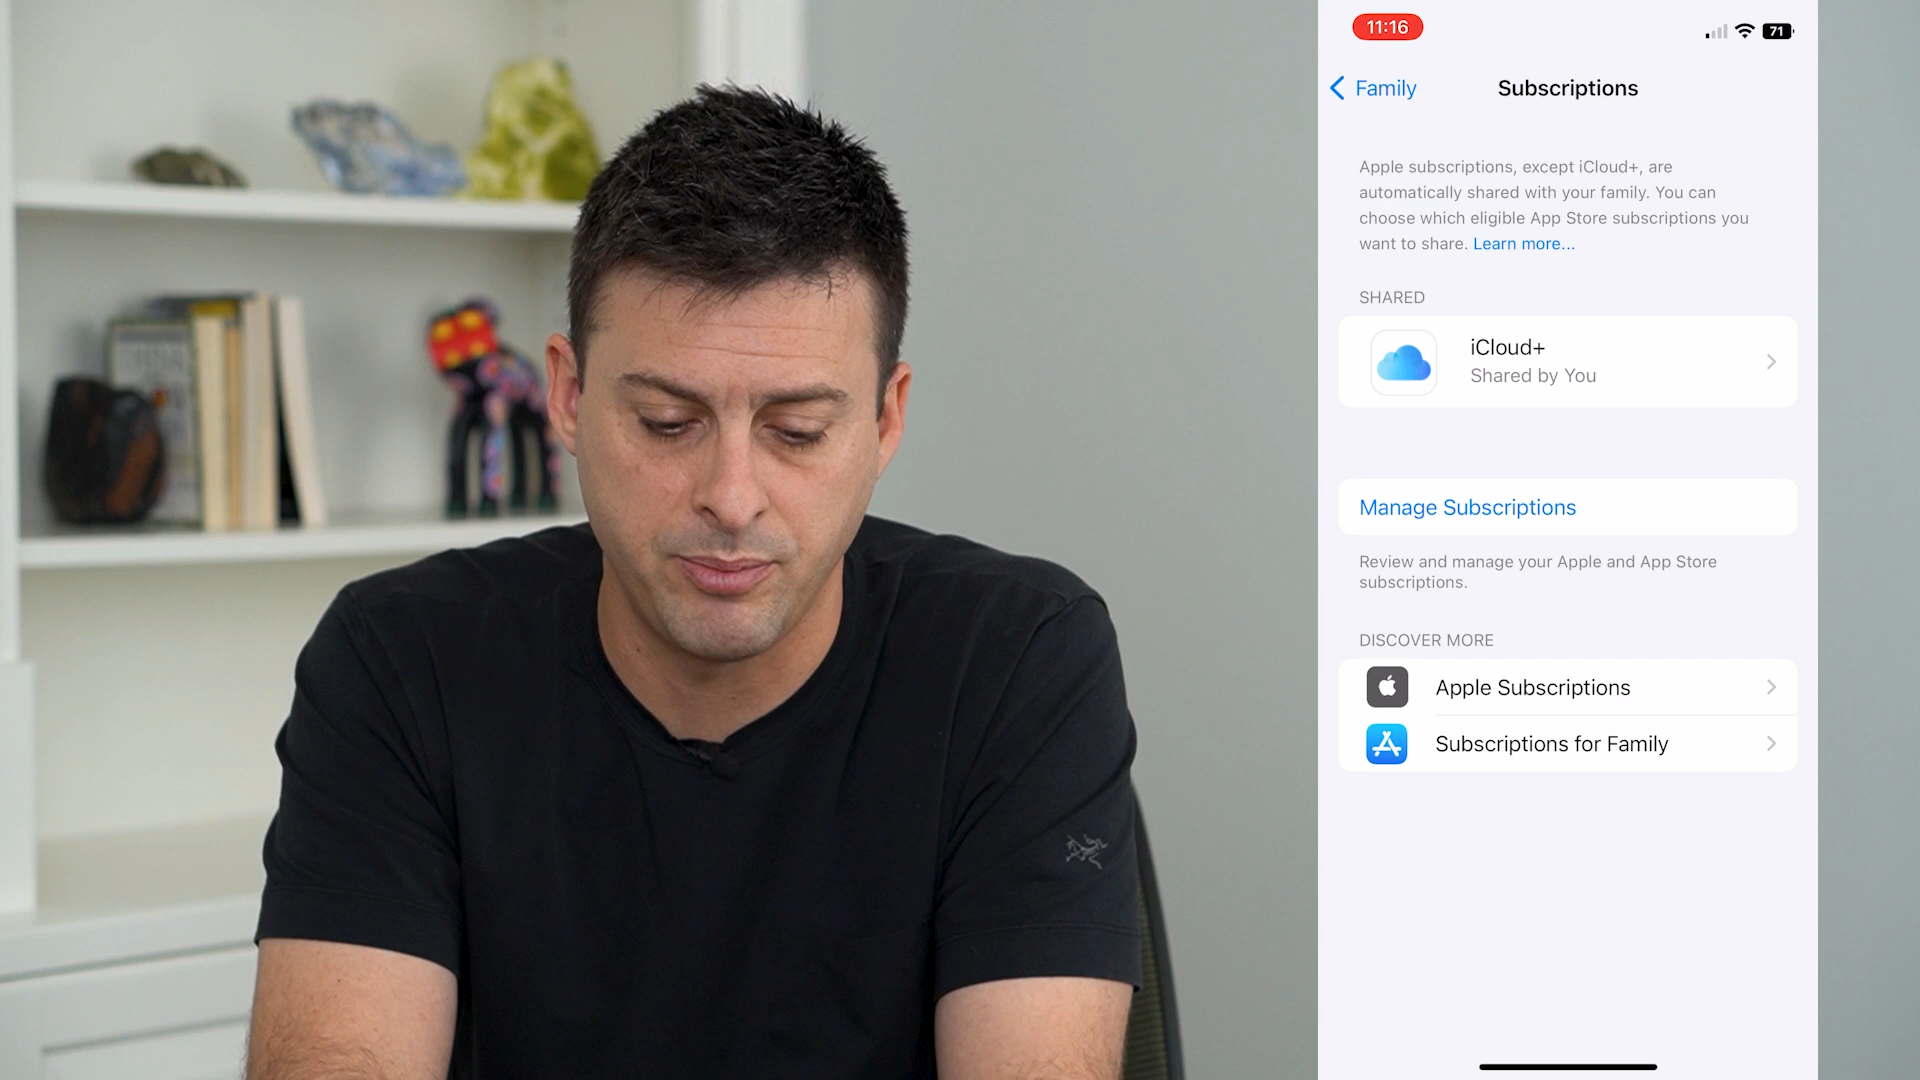 11:16
71
Family
Subscriptions
Apple subscriptions, except iCloud+, are
automatically shared with your family. You can
choose which eligible App Store subscriptions you
want to share. Learn more...
SHARED
iCloud+
Shared by You
Manage Subscriptions
Review and manage your Apple and App Store
subscriptions.
DISCOVER MORE
Apple Subscriptions
Subscriptions for Family